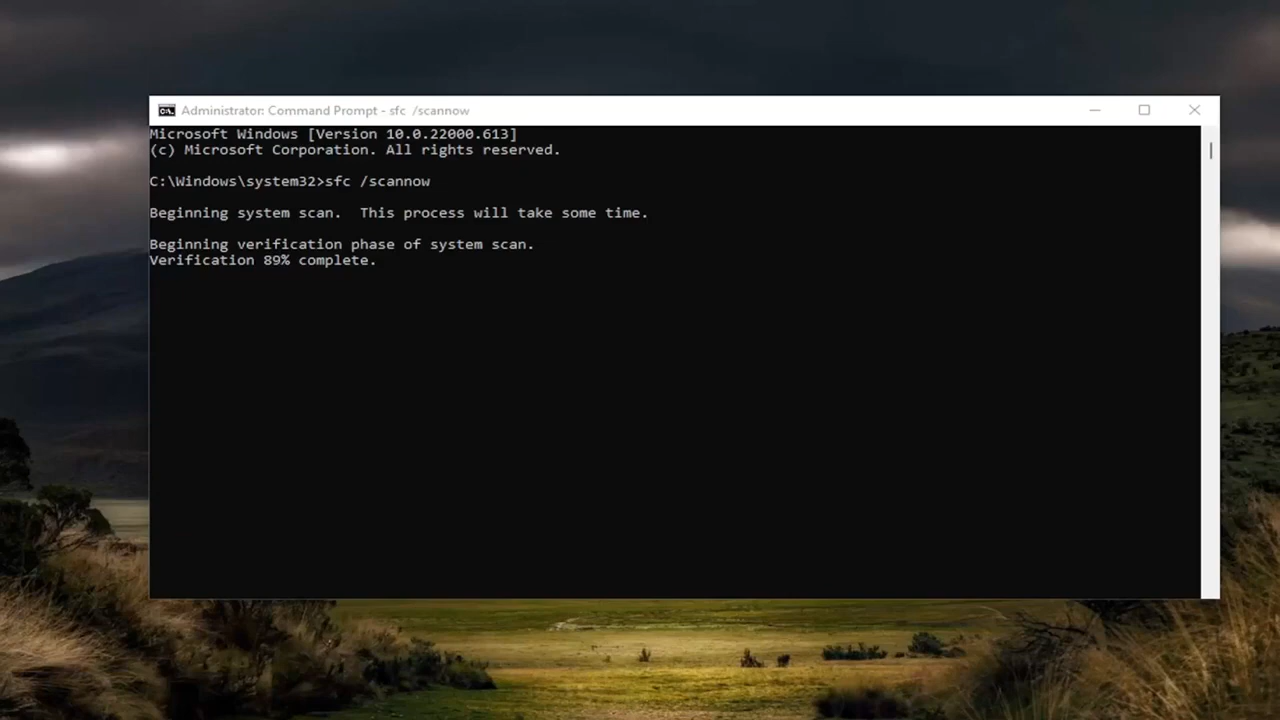 Administrator: Command Prompt - sfc  /scannow
Microsoft Windows [Version 10.0.22000.613]
(c) Microsoft Corporation. All rights reserved.
C:\Windows\system32>sfc /scannow
Beginning system scan.  This process will take some time.
Beginning verification phase of system scan.
Verification 89% complete.